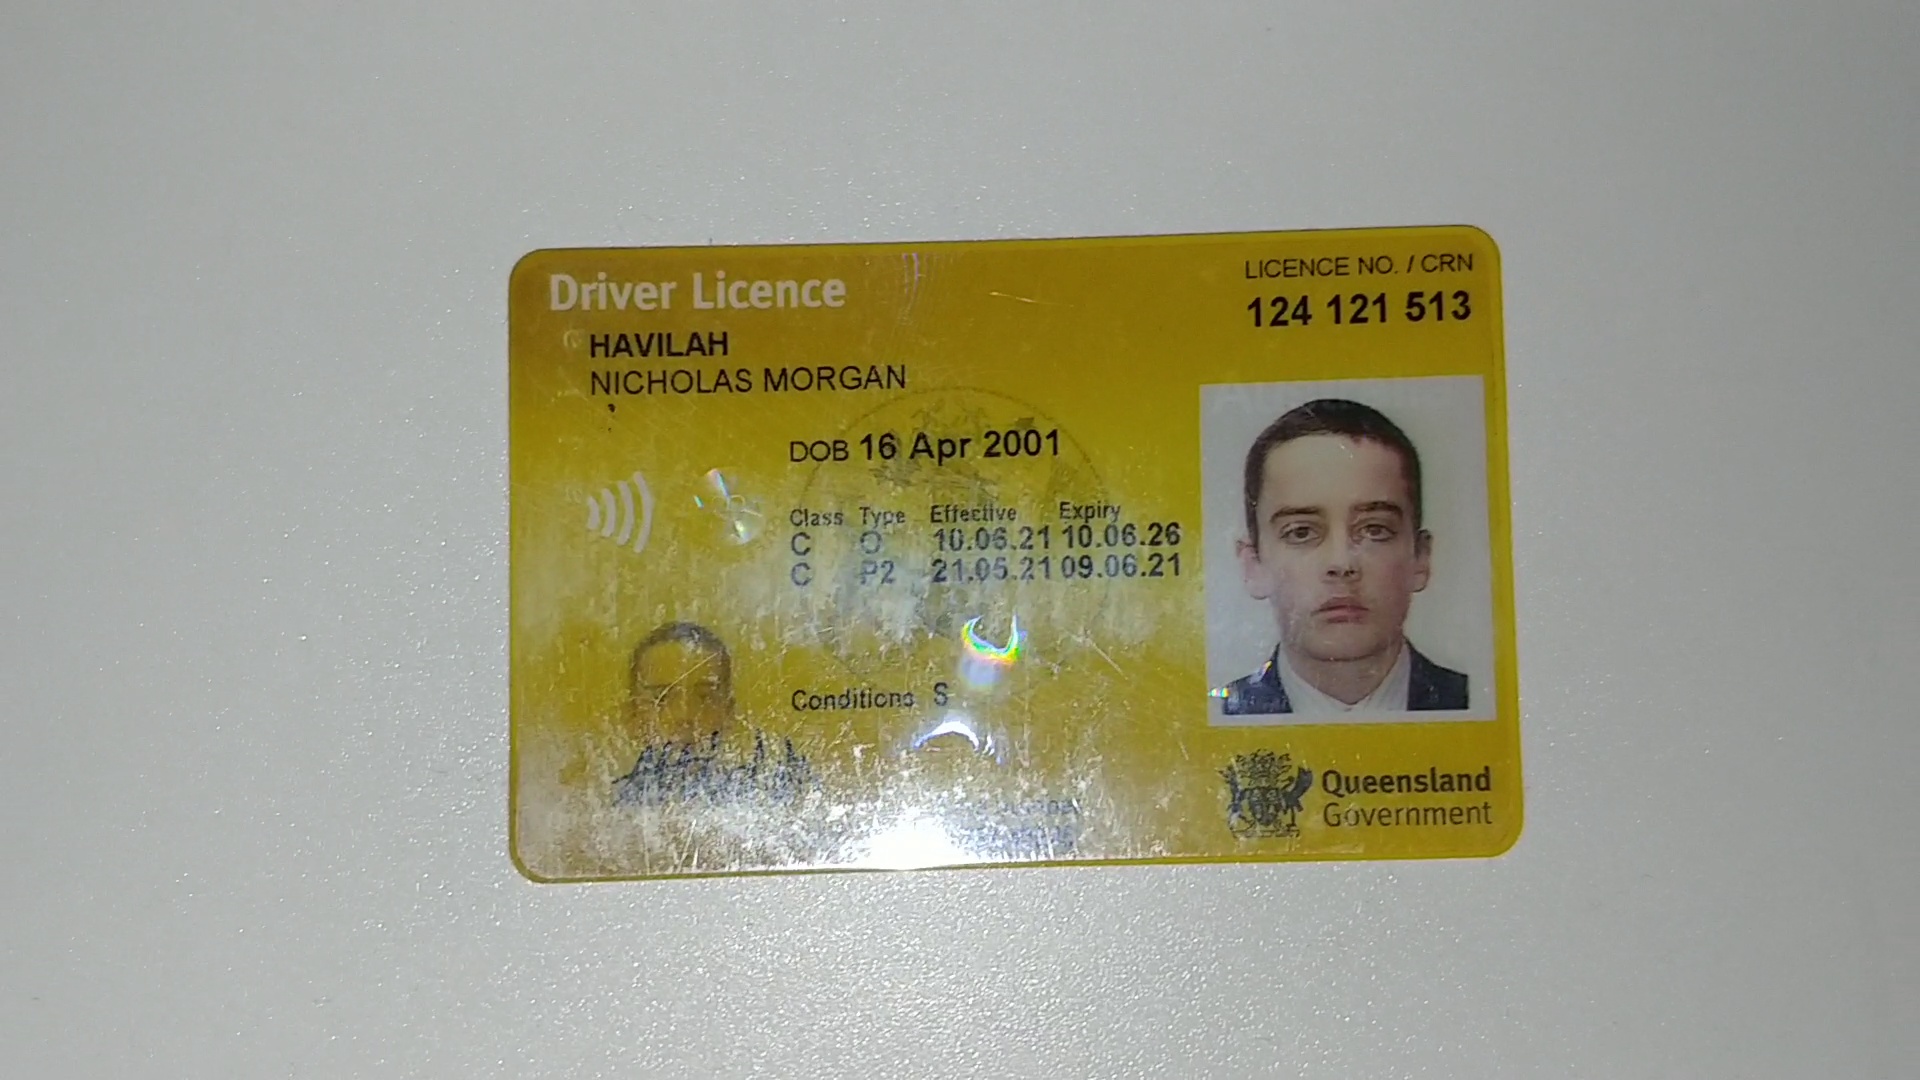 Driver Licence
LICENCE NO. / CRN
124 121 513
HAVILAH
NICHOLAS MORGAN
DOB 16 Apr 2001
Class Type Effective Expiry
C O 10.06.21 10.06.26
C P2 21.05.21 09.06.21
Conditions S
Queensland
Government